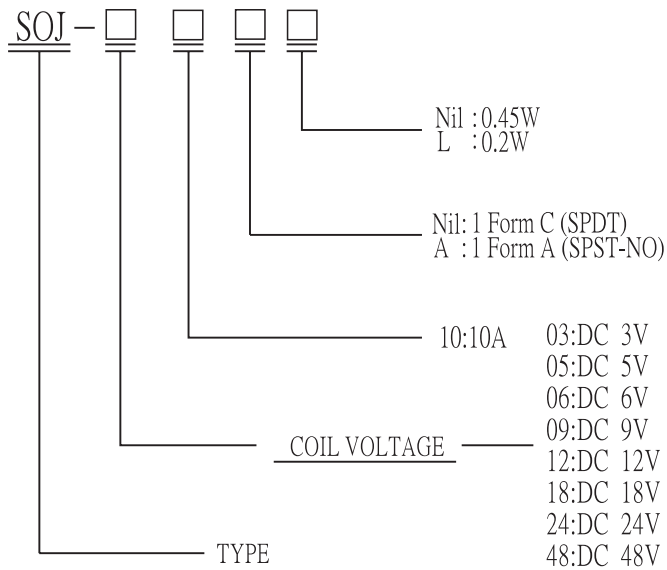 SOJ-□ □ □ □
Nil :0.45W
L :0.2W
Nil: 1 Form C (SPDT)
A : 1 Form A (SPST-NO)
10:10A
03:DC 3V
05:DC 5V
06:DC 6V
09:DC 9V
COIL VOLTAGE
12:DC 12V
18:DC 18V
24:DC 24V
48:DC 48V
TYPE